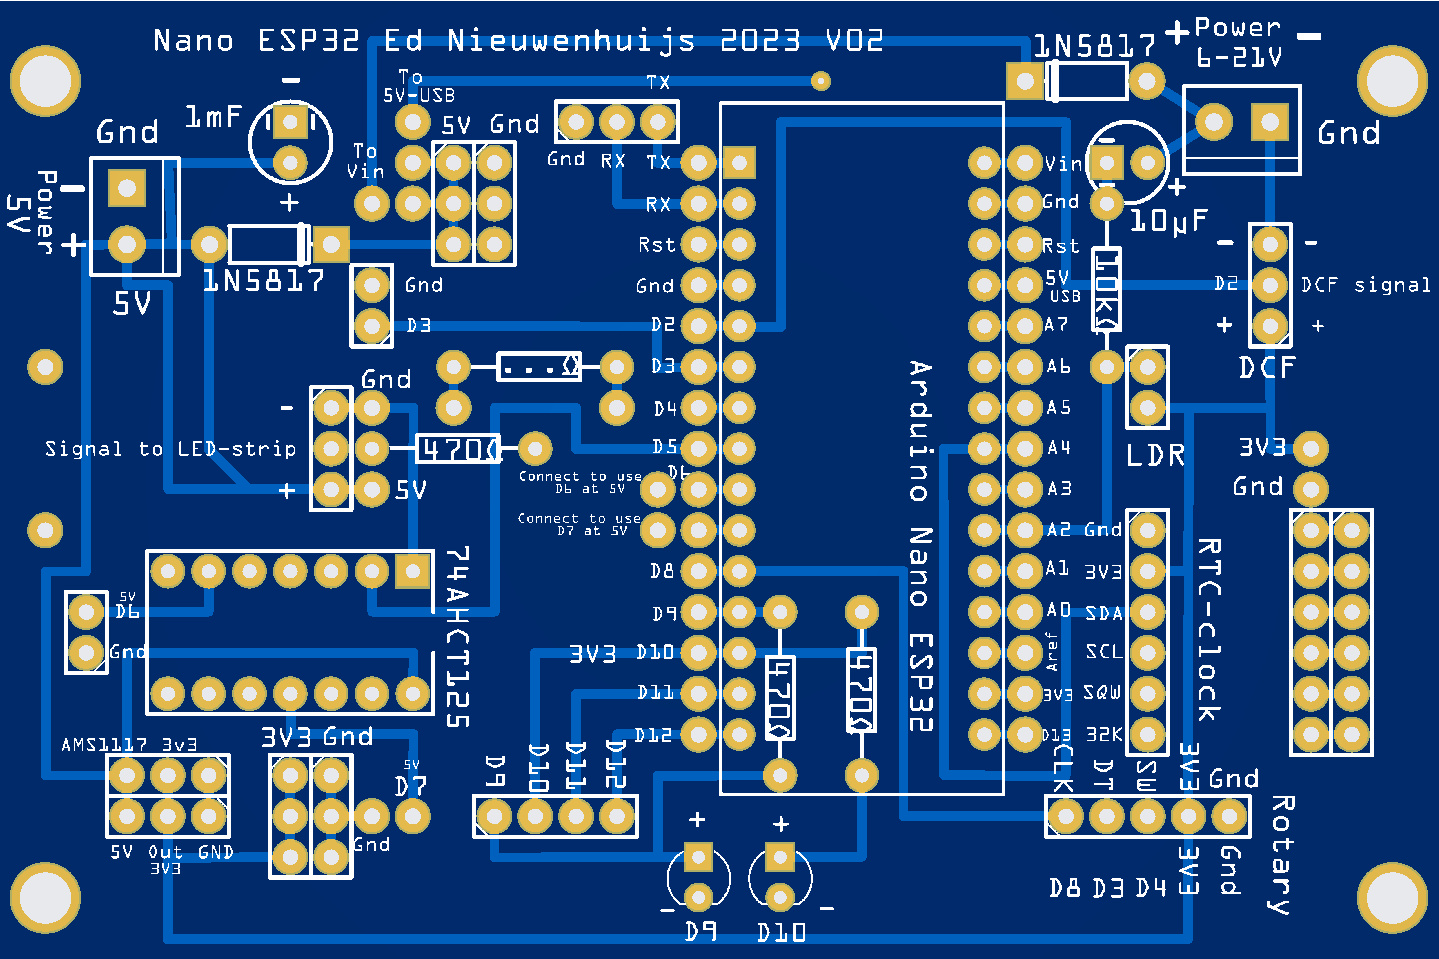 Nano ESP32 Ed Nieuwenhuijs 2023 V02
+ Power -
6-21V
1N5817
To
5V-USB
TX
-
1mF
Gnd
5V Gnd
Gnd
To
Vin
Gnd RX TX
Vin
- Power +
5V
+
RX
Gnd
+
10µF
Rst
Rst
- -
1N5817
5V
Gnd
Gnd
5V
USB
10kΩ
D2
DCF signal
D3
D2
A7
+ +
...Ω
D3
A6
DCF
Gnd
-
D4
A5
Signal to LED-strip
470Ω
D5
A4
LDR
3V3
+
5V
Connect to use
D6 at 5V
D6
A3
Gnd
Connect to use
D7 at 5V
A2
Gnd
74AHCT125
Arduino Nano ESP32
RTC-clock
D8
A1
3V3
5V
D6
D9
A0
SDA
Gnd
3V3 D10
Aref
SCL
470Ω
470Ω
D11
3V3
SQW
D12
D13
32K
AMS1117 3v3
3V3 Gnd
5V
D7
D9
D10
D11
D12
CLK
DT
SW
3V3
Gnd
Rotary
Gnd
5V Out GND
3V3
+
+
3V3
Gnd
D8 D3 D4
-
-
D9
D10